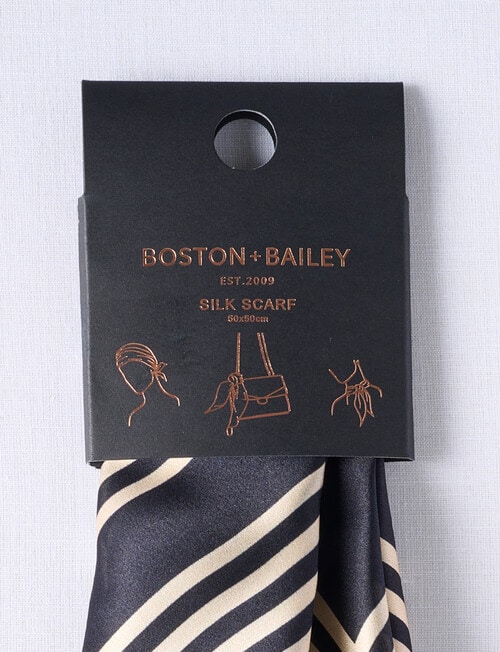 BOSTON + BAILEY
EST.2009
SILK SCARF
50x50cm